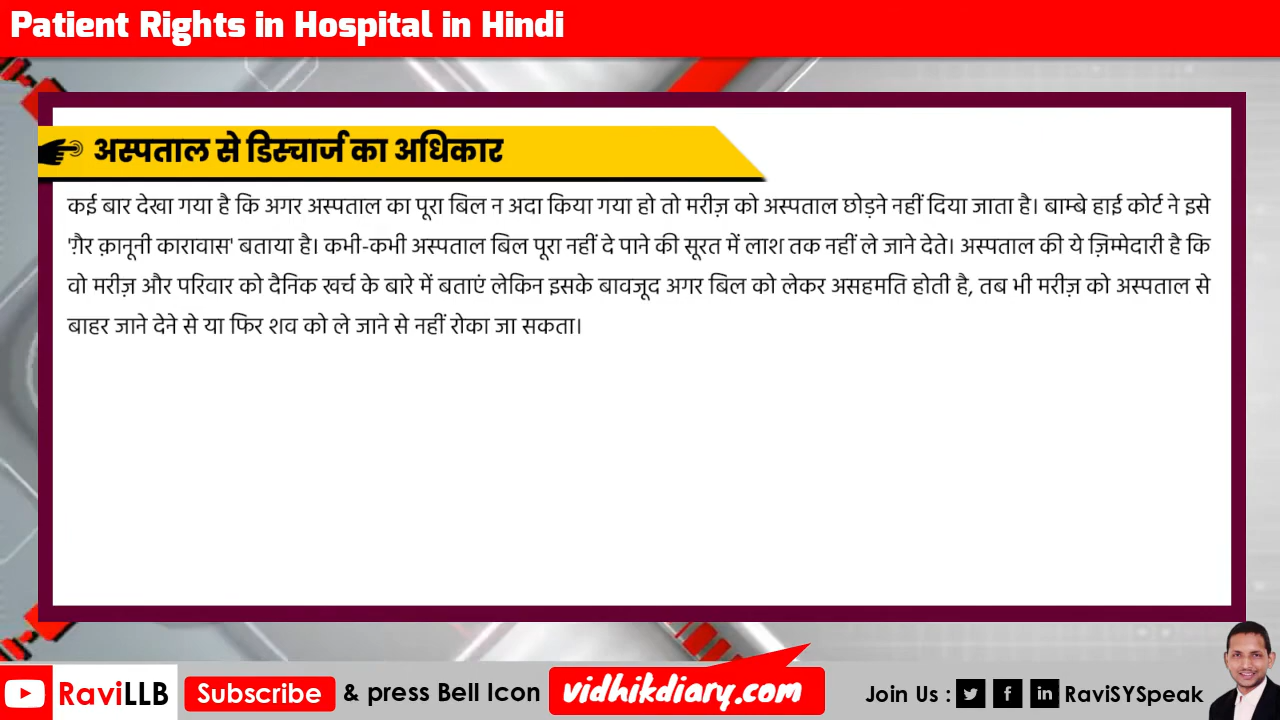 Patient Rights in Hospital in Hindi
अस्पताल से डिस्चार्ज का अधिकार
कई बार देखा गया है कि अगर अस्पताल का पूरा बिल न अदा किया गया हो तो मरीज़ को अस्पताल छोड़ने नहीं दिया जाता है। बाम्बे हाई कोर्ट ने इसे
'ग़ैर क़ानूनी कारावास' बताया है। कभी-कभी अस्पताल बिल पूरा नहीं दे पाने की सूरत में लाश तक नहीं ले जाने देते। अस्पताल की ये ज़िम्मेदारी है कि
वो मरीज़ और परिवार को दैनिक खर्च के बारे में बताएं लेकिन इसके बावजूद अगर बिल को लेकर असहमति होती है, तब भी मरीज़ को अस्पताल से
बाहर जाने देने से या फिर शव को ले जाने से नहीं रोका जा सकता।
RaviLLB Subscribe & press Bell Icon vidhikdiary.com Join Us : RaviSYSpeak